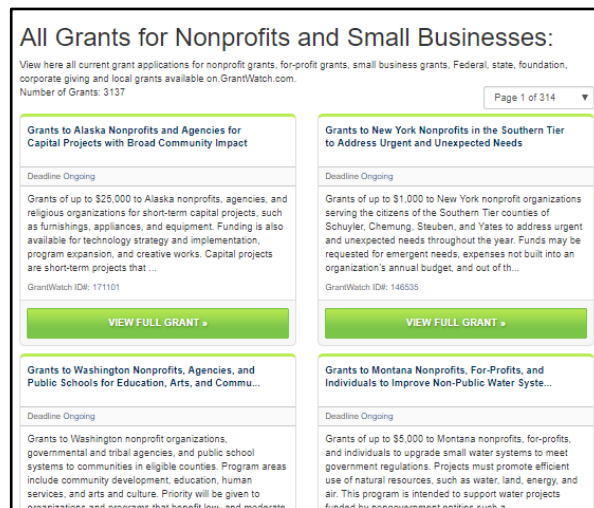 All Grants for Nonprofits and Small Businesses:
View here all current grant applications for nonprofit grants, for-profit grants, small business grants, Federal, state, foundation,
corporate giving and local grants available on.GrantWatch.com.
Number of Grants: 3137
Page 1 of 314
Grants to Alaska Nonprofits and Agencies for
Capital Projects with Broad Community Impact
Deadline Ongoing
Grants of up to $25,000 to Alaska nonprofits, agencies, and
religious organizations for short-term capital projects, such
as furnishings, appliances, and equipment. Funding is also
available for technology strategy and implementation,
program expansion, and creative works. Capital projects
are short-term projects that ...
GrantWatch ID#: 171101
VIEW FULL GRANT »
Grants to New York Nonprofits in the Southern Tier
to Address Urgent and Unexpected Needs
Deadline Ongoing
Grants of up to $1,000 to New York nonprofit organizations
serving the citizens of the Southern Tier counties of
Schuyler, Chemung, Steuben, and Yates to address urgent
and unexpected needs throughout the year. Funds may be
requested for emergent needs, expenses not built into an
organization's annual budget, and out of th...
GrantWatch ID#: 146535
VIEW FULL GRANT »
Grants to Washington Nonprofits, Agencies, and
Public Schools for Education, Arts, and Commu...
Deadline Ongoing
Grants to Washington nonprofit organizations,
governmental and tribal agencies, and public school
systems to communities in eligible counties. Program areas
include community development, education, human
services, and arts and culture. Priority will be given to
organizations and programs that benefit low- and moderate
Grants to Montana Nonprofits, For-Profits, and
Individuals to Improve Non-Public Water Syste...
Deadline Ongoing
Grants of up to $5,000 to Montana nonprofits, for-profits,
and individuals to upgrade small water systems to meet
government regulations. Projects must promote efficient
use of natural resources, such as water, land, energy, and
air. This program is intended to support water projects
funded by nongovernment entities such a